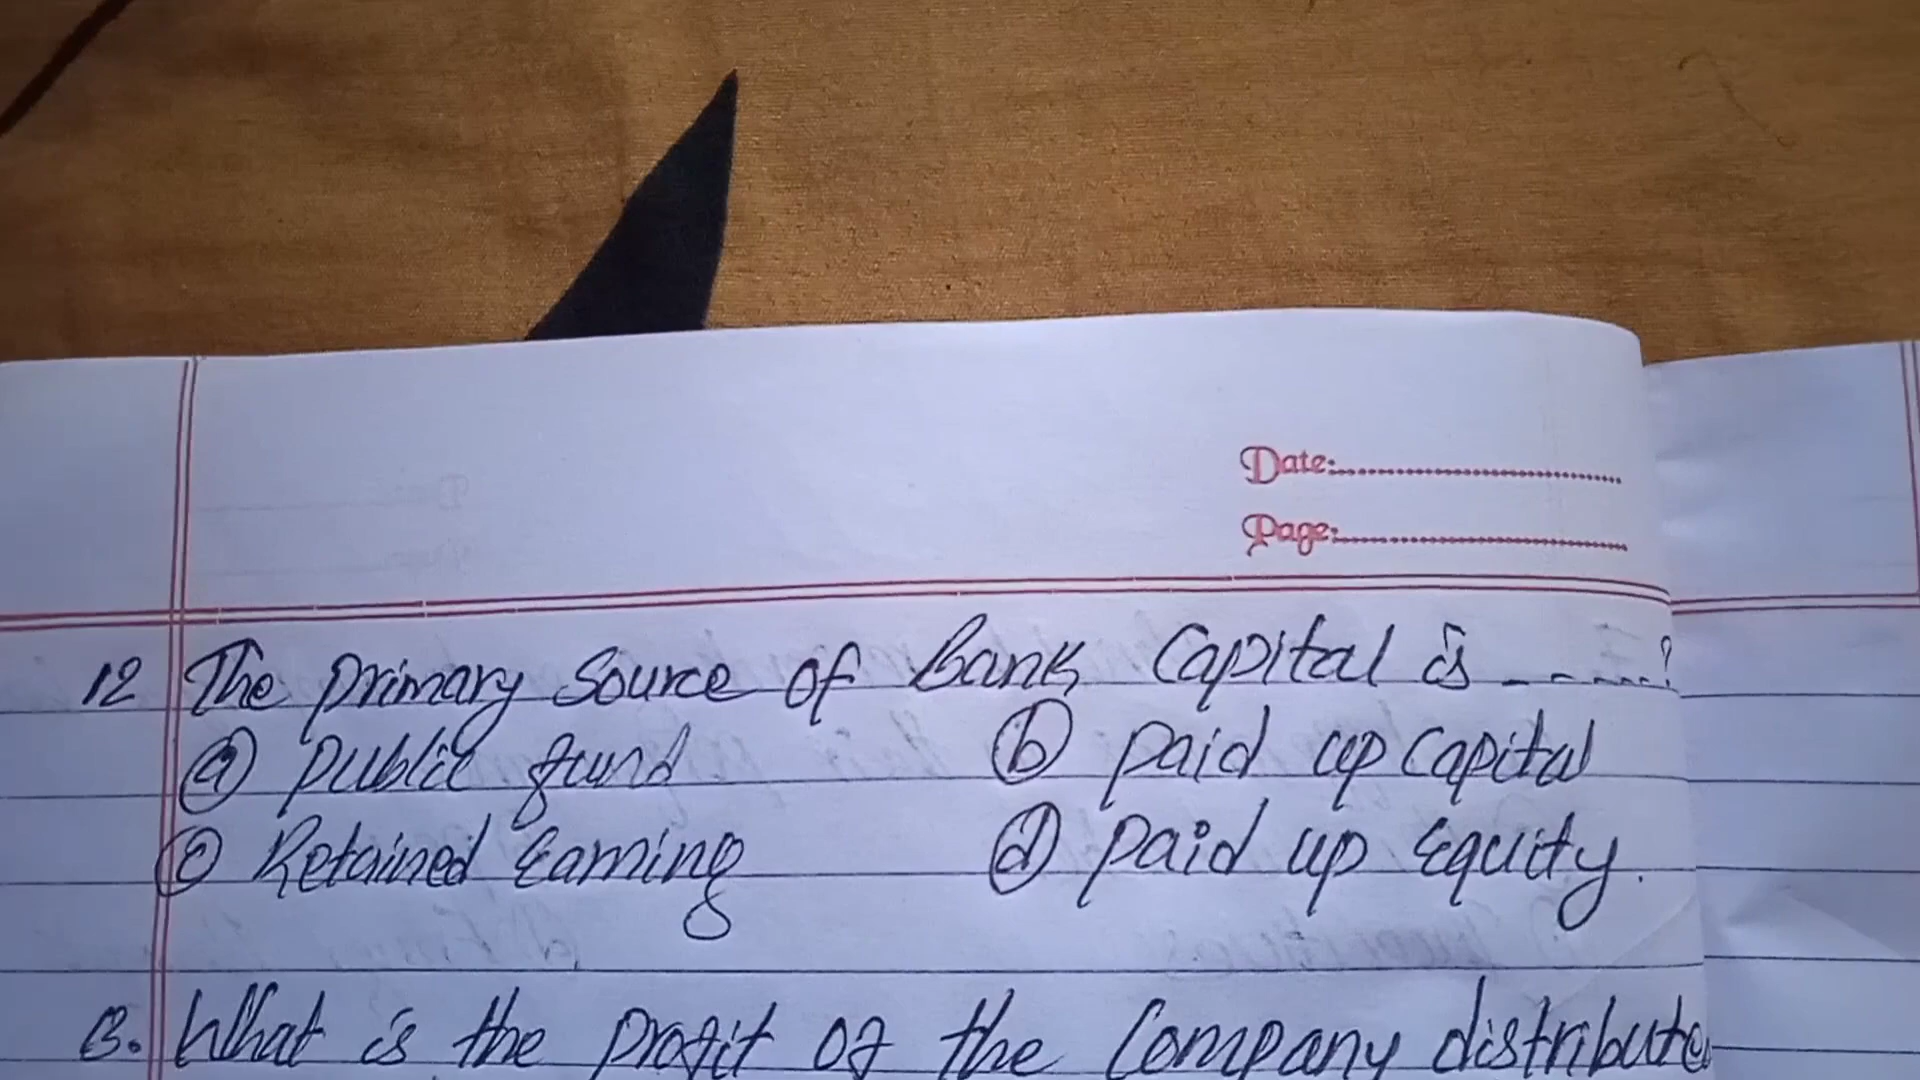 Date:
Page:
12 The primary Source of bank Capital is -----?
ⓐ public fund ⓑ paid up capital
ⓒ Retained Earning ⓓ paid up Equity.
13. What is the profit of the Company distribute